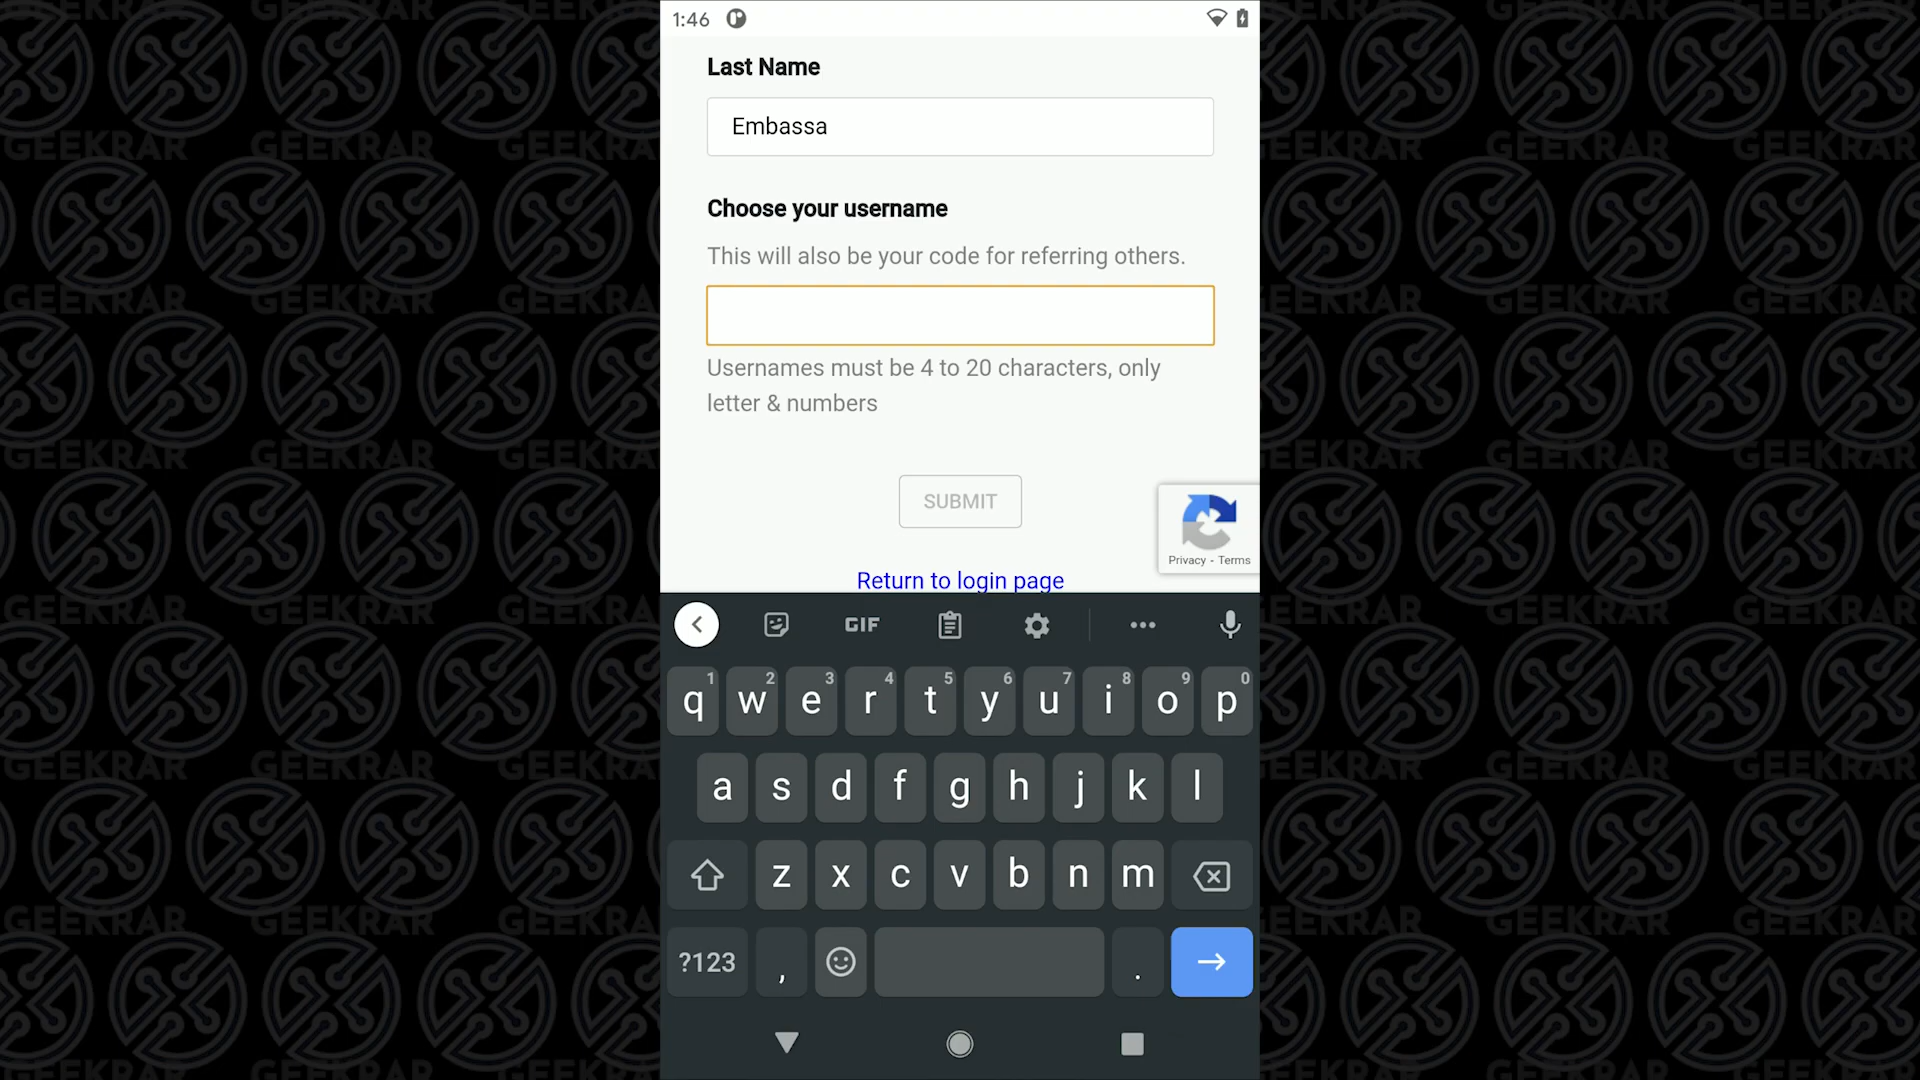 1:46
Last Name
Embassa
Choose your username
This will also be your code for referring others.
Usernames must be 4 to 20 characters, only
letter & numbers
SUBMIT
Privacy - Terms
Return to login page
GIF
1 2 3 4 5 6 7 8 9 0
q w e r t y u i o p
a s d f g h j k l
z x c v b n m
?123 , .
GEEKRAR